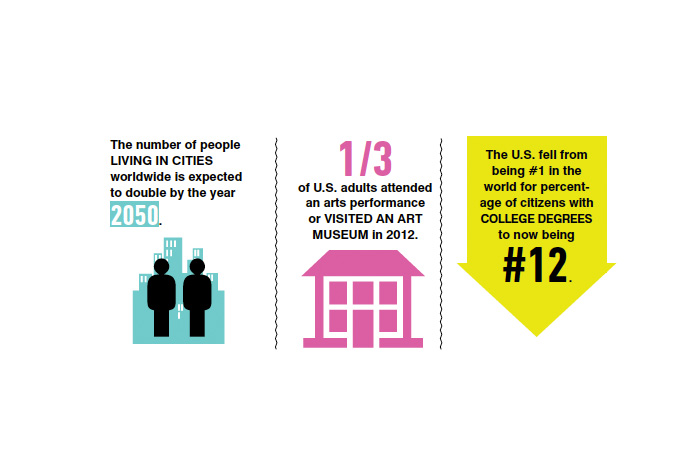 The number of people
LIVING IN CITIES
worldwide is expected
to double by the year
2050.
1/3
of U.S. adults attended
an arts performance
or VISITED AN ART
MUSEUM in 2012.
The U.S. fell from
being #1 in the
world for percent-
age of citizens with
COLLEGE DEGREES
to now being
#12.